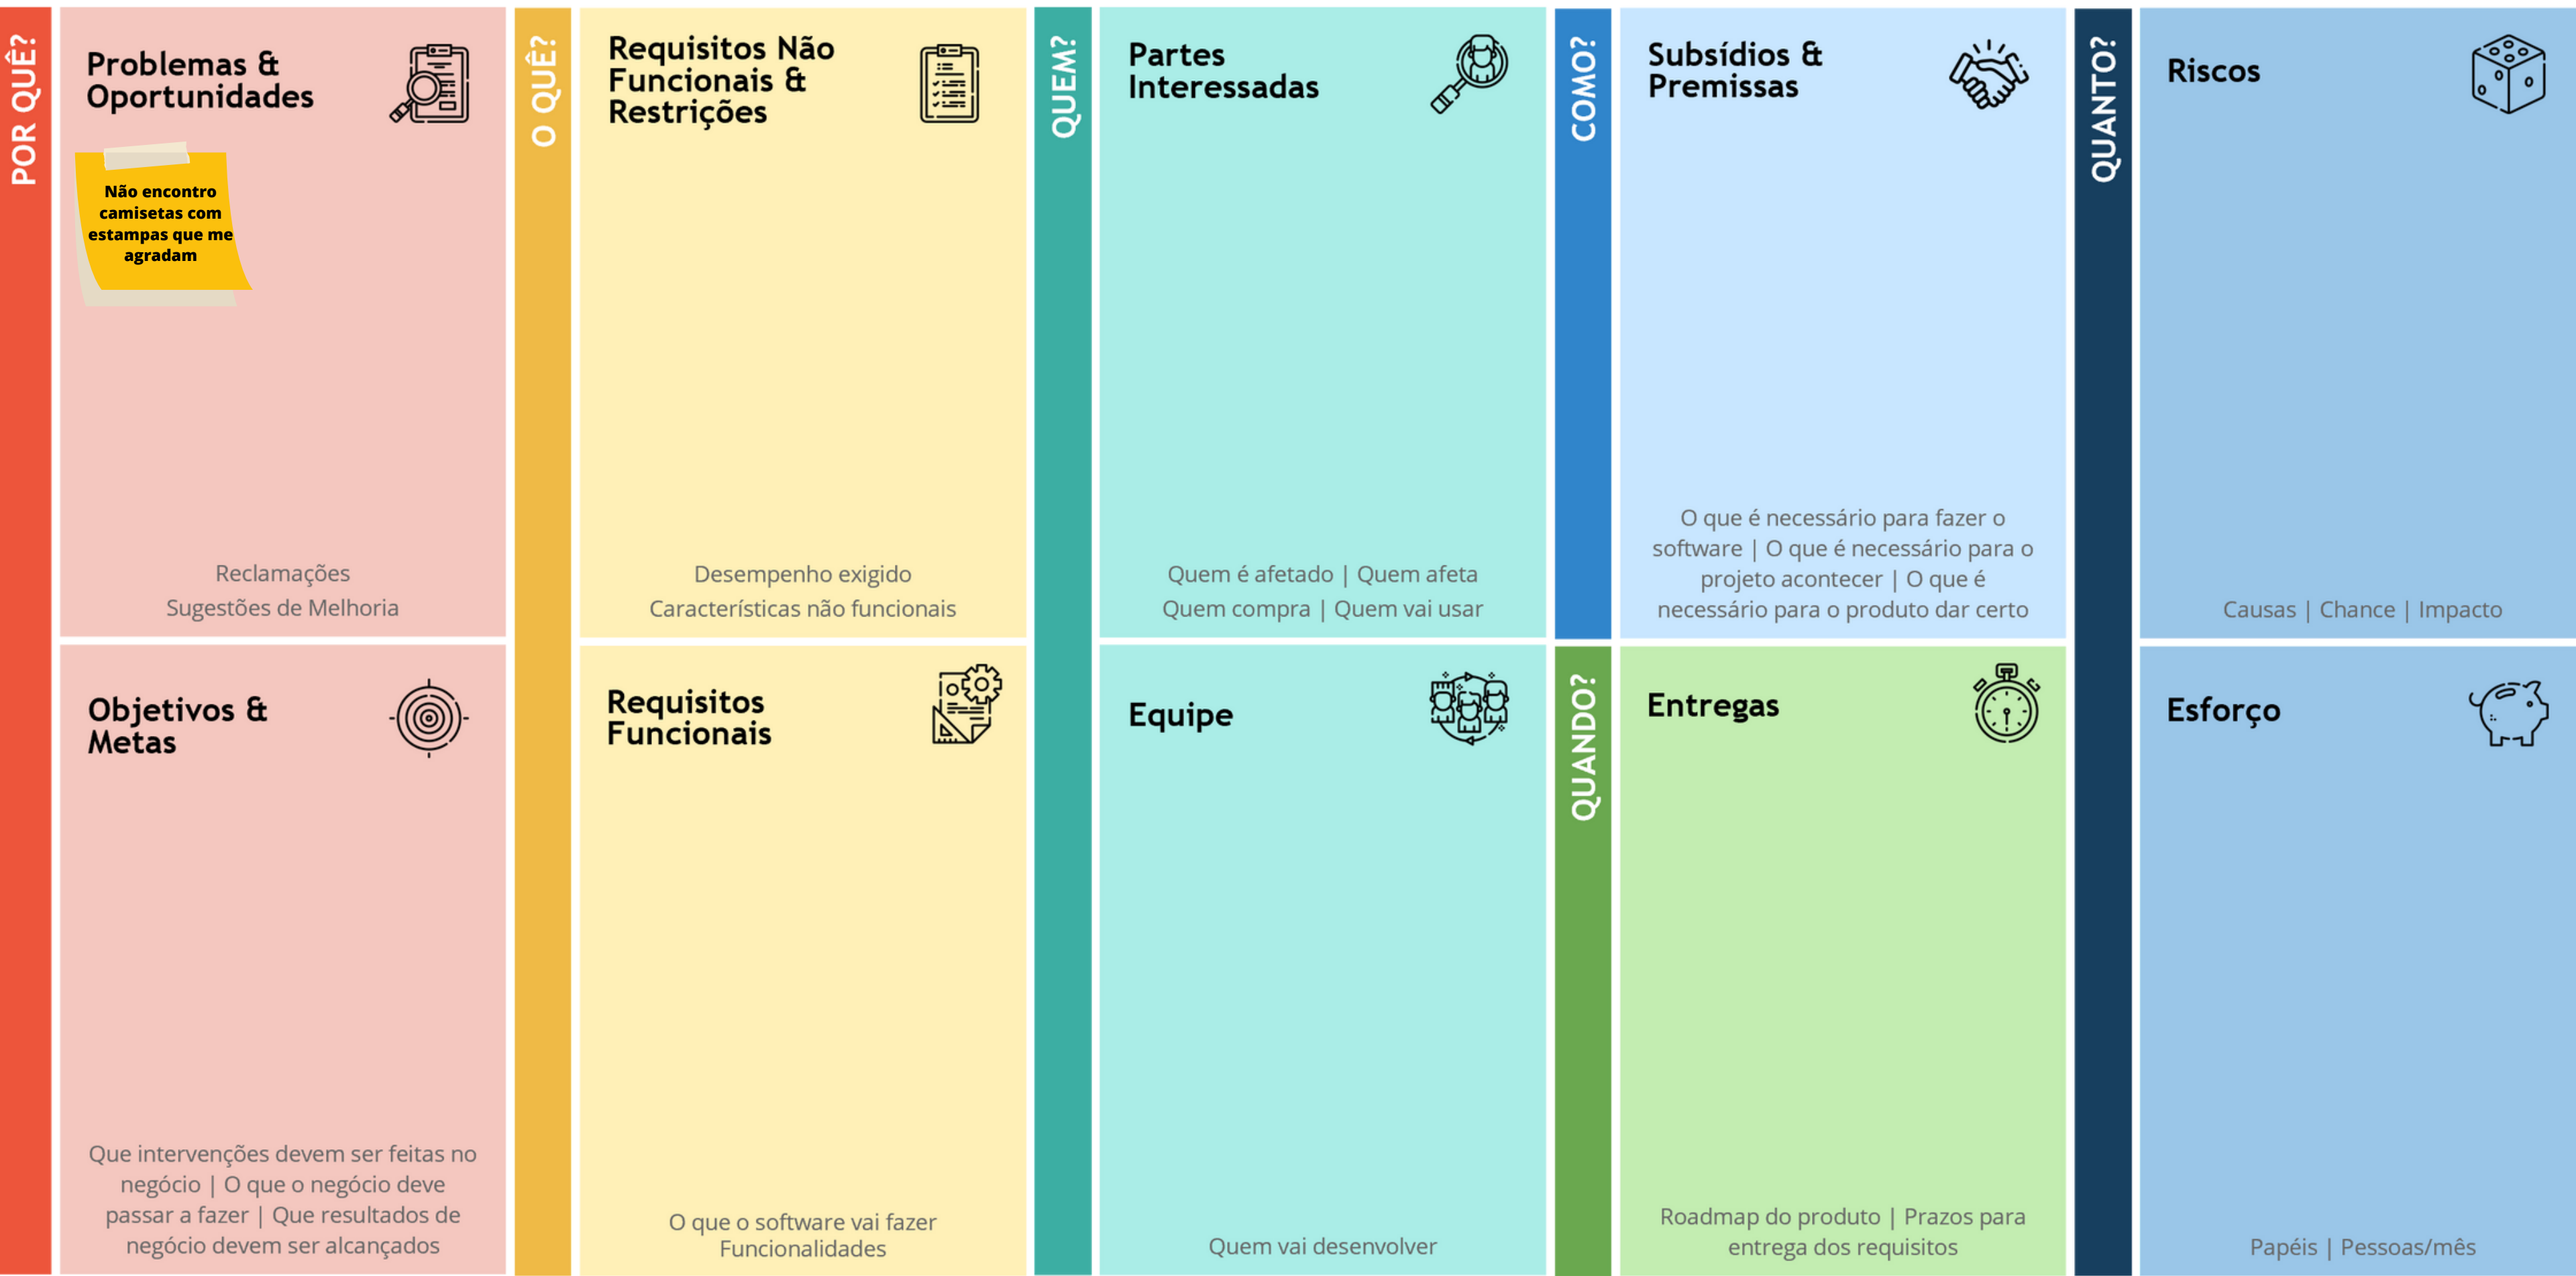 POR QUÊ?
Problemas &
Oportunidades
Não encontro
camisetas com
estampas que me
agradam
Reclamações
Sugestões de Melhoria
Objetivos &
Metas
Que intervenções devem ser feitas no
negócio | O que o negócio deve
passar a fazer | Que resultados de
negócio devem ser alcançados
O QUÊ?
Requisitos Não
Funcionais &
Restrições
Desempenho exigido
Características não funcionais
Requisitos
Funcionais
O que o software vai fazer
Funcionalidades
QUEM?
Partes
Interessadas
Quem é afetado | Quem afeta
Quem compra | Quem vai usar
Equipe
Quem vai desenvolver
COMO?
Subsídios &
Premissas
O que é necessário para fazer o
software | O que é necessário para o
projeto acontecer | O que é
necessário para o produto dar certo
QUANDO?
Entregas
Roadmap do produto | Prazos para
entrega dos requisitos
QUANTO?
Riscos
Causas | Chance | Impacto
Esforço
Papéis | Pessoas/mês